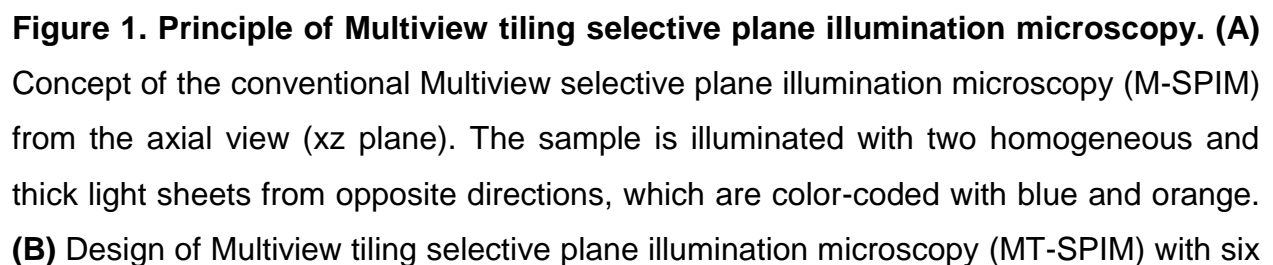 Figure 1. Principle of Multiview tiling selective plane illumination microscopy. (A)
Concept of the conventional Multiview selective plane illumination microscopy (M-SPIM)
from the axial view (xz plane). The sample is illuminated with two homogeneous and
thick light sheets from opposite directions, which are color-coded with blue and orange.
(B) Design of Multiview tiling selective plane illumination microscopy (MT-SPIM) with six